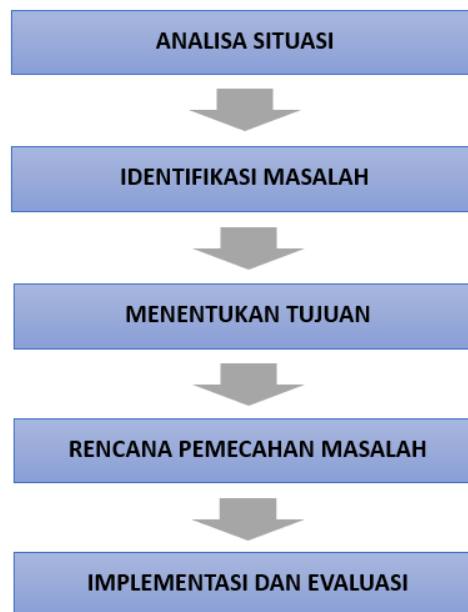 ANALISA SITUASI
IDENTIFIKASI MASALAH
MENENTUKAN TUJUAN
RENCANA PEMECAHAN MASALAH
IMPLEMENTASI DAN EVALUASI